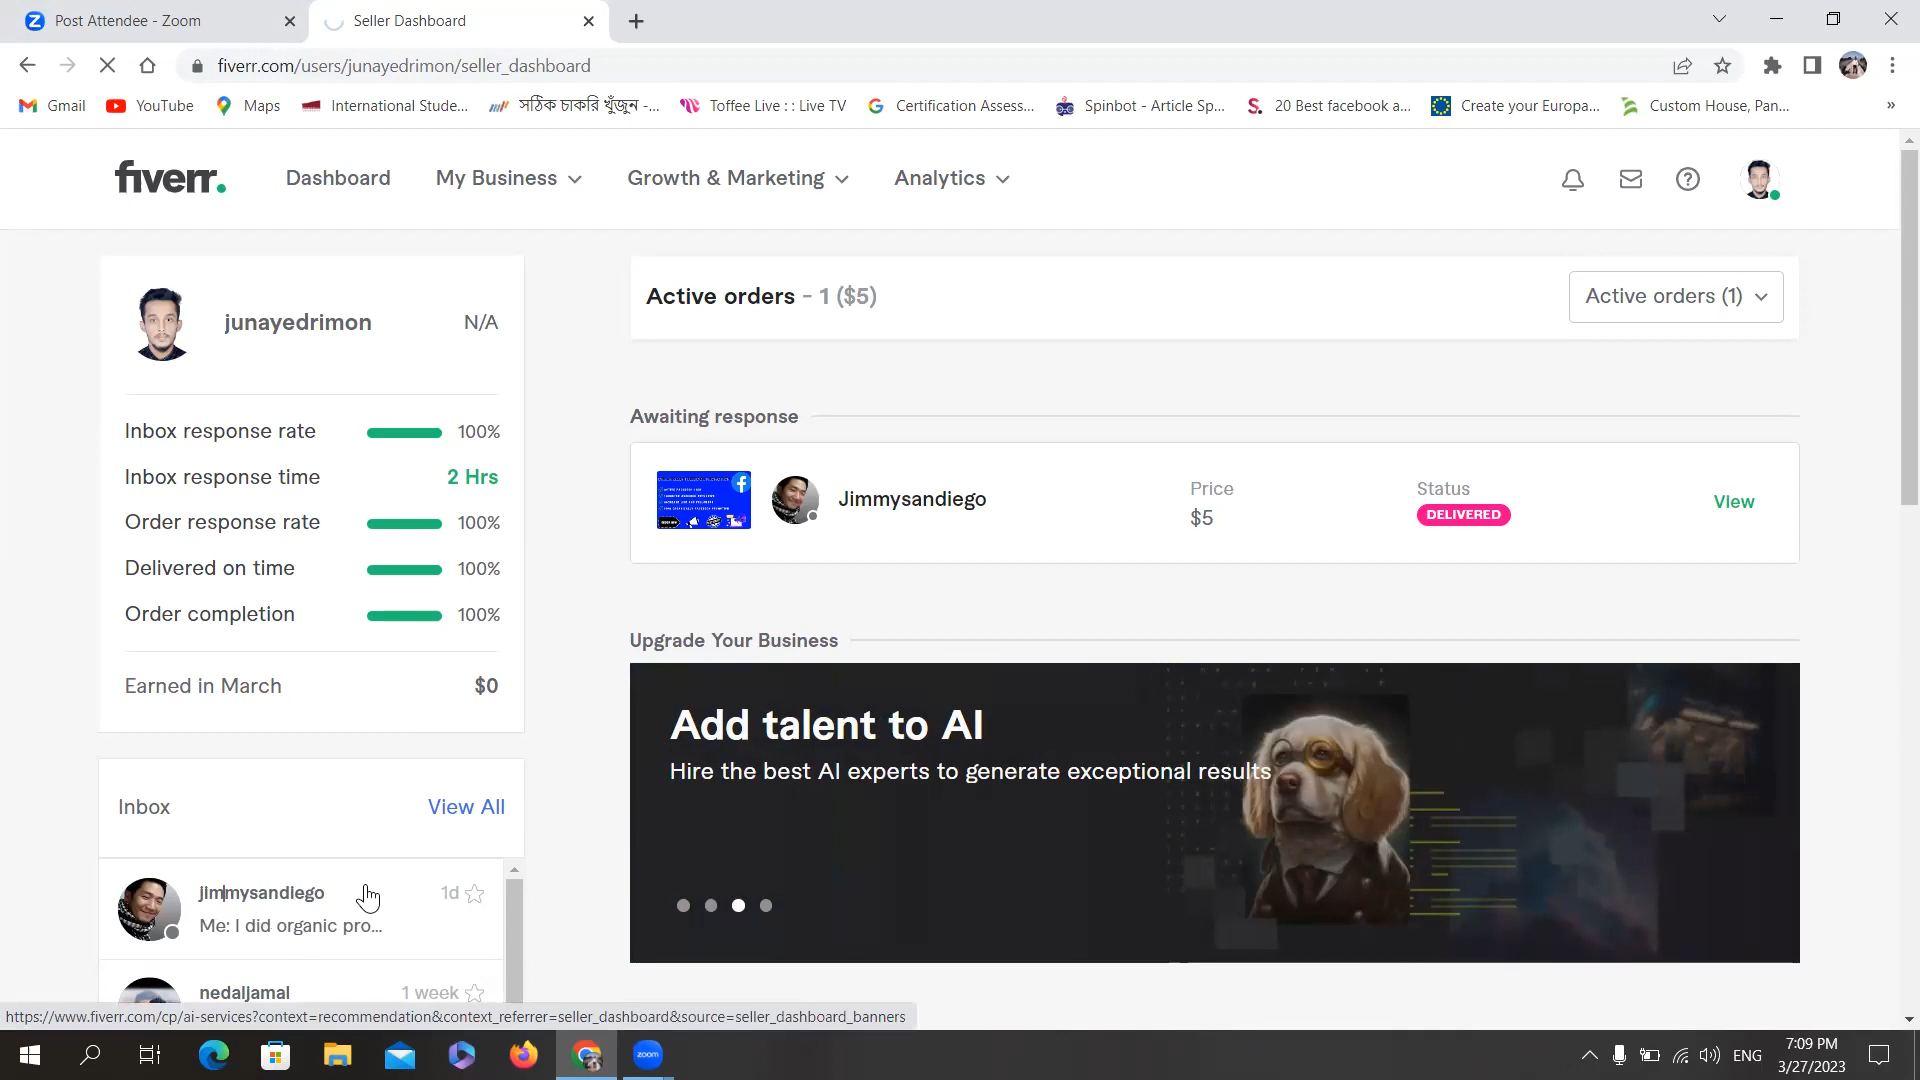 Post Attendee - Zoom
Seller Dashboard
fiverr.com/users/junayedrimon/seller_dashboard
Gmail
YouTube
Maps
International Stude...
সঠিক চাকরি খুঁজুন -...
Toffee Live : : Live TV
Certification Assess...
Spinbot - Article Sp...
20 Best facebook a...
Create your Europa...
Custom House, Pan...
»
fiverr.
Dashboard
My Business
Growth & Marketing
Analytics
junayedrimon
N/A
Inbox response rate 100%
Inbox response time 2 Hrs
Order response rate 100%
Delivered on time 100%
Order completion 100%
Earned in March $0
Inbox
View All
jimmysandiego
1d
Me: I did organic pro...
nedaljamal
1 week
Active orders - 1 ($5)
Active orders (1)
Awaiting response
Jimmysandiego
Price
$5
Status
DELIVERED
View
Upgrade Your Business
Add talent to AI
Hire the best AI experts to generate exceptional results
https://www.fiverr.com/cp/ai-services?context=recommendation&context_referrer=seller_dashboard&source=seller_dashboard_banners
zoom
ENG
7:09 PM
3/27/2023